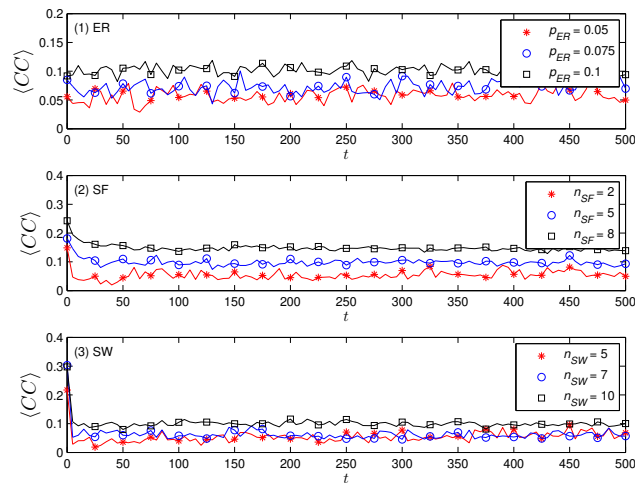 (1) ER
⟨CC⟩
0.2
0.15
0.1
0.05
0
p_ER = 0.05
p_ER = 0.075
p_ER = 0.1
0 50 100 150 200 250 300 350 400 450 500
t
(2) SF
⟨CC⟩
0.4
0.3
0.2
0.1
0
n_SF = 2
n_SF = 5
n_SF = 8
0 50 100 150 200 250 300 350 400 450 500
t
(3) SW
⟨CC⟩
0.4
0.3
0.2
0.1
0
n_SW = 5
n_SW = 7
n_SW = 10
0 50 100 150 200 250 300 350 400 450 500
t